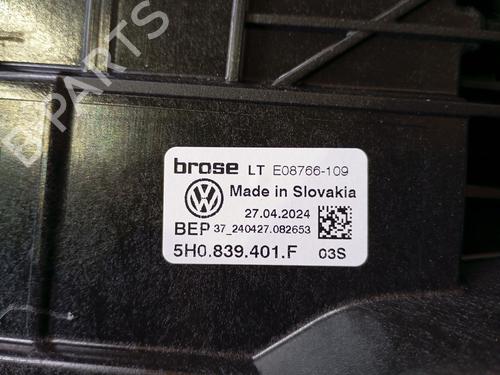 B-PARTS
brose LT E08766-109
Made in Slovakia
27.04.2024
BEP 37_240427.082653
5H0.839.401.F 03S